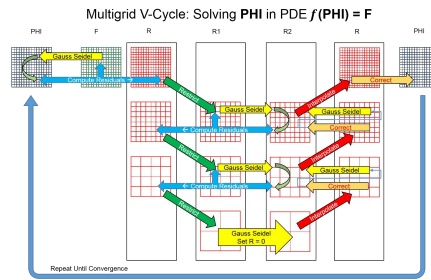 Multigrid V-Cycle: Solving PHI in PDE f (PHI) = F
PHI F R R1 R2 R PHI
Gauss Seidel
Compute Residuals →
Correct
Restrict
Interpolate
Gauss Seidel
Gauss Seidel
← Compute Residuals
Correct
Restrict
Interpolate
Gauss Seidel
Gauss Seidel
← Compute Residuals
Correct
Restrict
Interpolate
Gauss Seidel
Set R = 0
Repeat Until Convergence